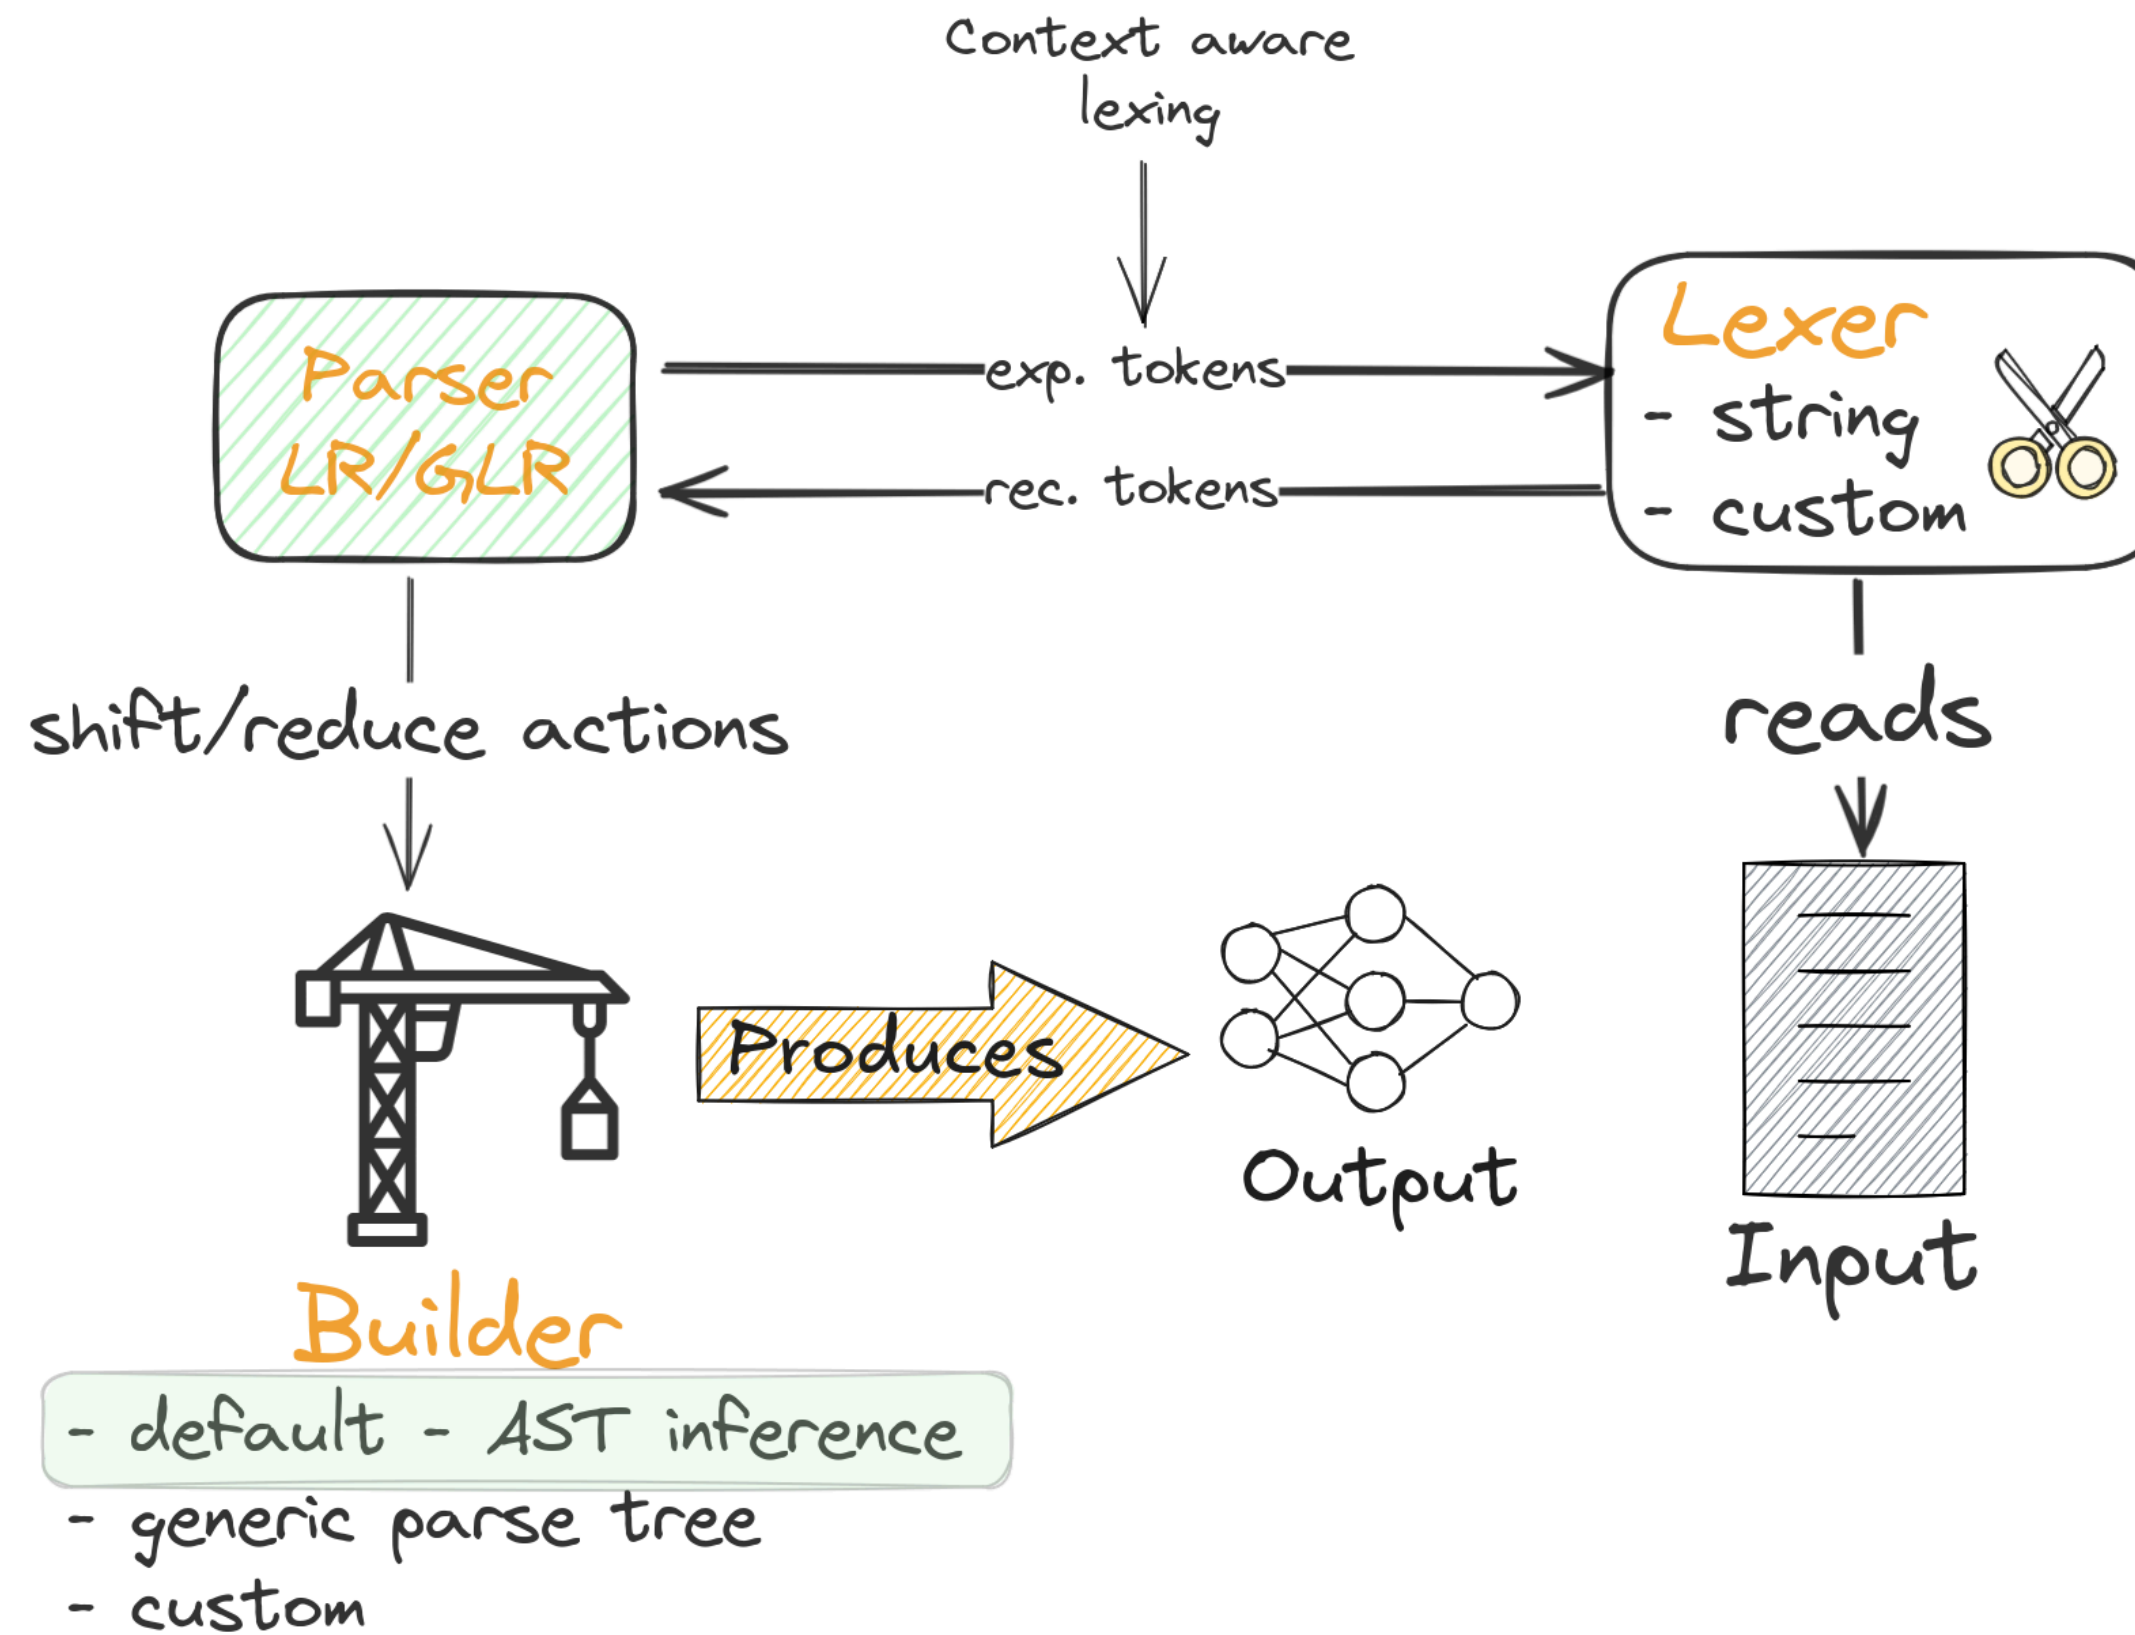 Context aware
lexing
Parser
LR/GLR
exp. tokens
rec. tokens
Lexer
- string
- custom
shift/reduce actions
reads
Produces
Output
Input
Builder
- default - AST inference
- generic parse tree
- custom